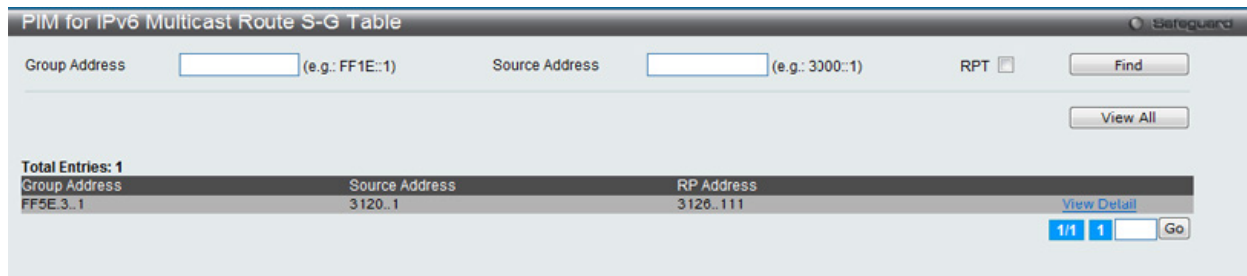 PIM for IPv6 Multicast Route S-G Table
Safeguard
Group Address (e.g.: FF1E::1) Source Address (e.g.: 3000::1) RPT Find
View All
Total Entries: 1
Group Address Source Address RP Address
FF5E:3::1 3120::1 3126::111 View Detail
1/1 1 Go